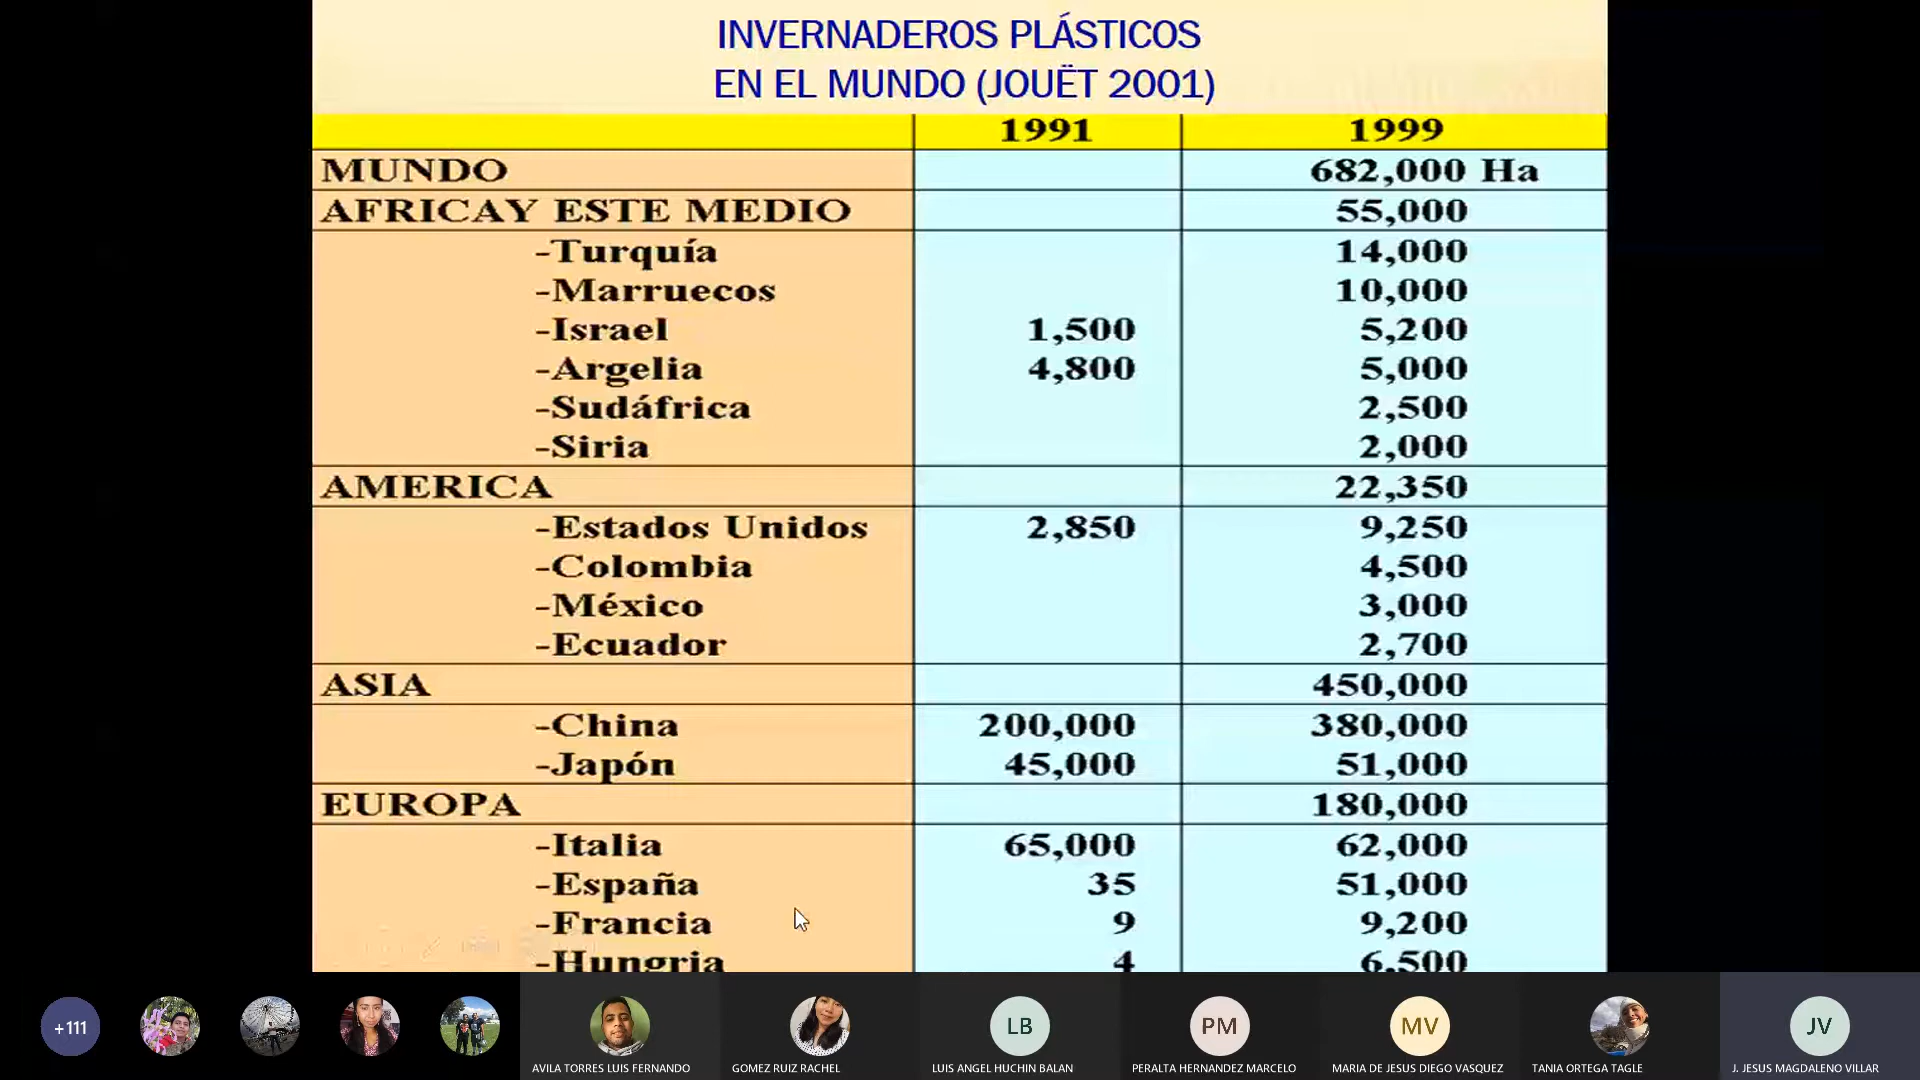 INVERNADEROS PLÁSTICOS
EN EL MUNDO (JOUËT 2001)
1991 1999
MUNDO 682,000 Ha
AFRICAY ESTE MEDIO 55,000
-Turquía 14,000
-Marruecos 10,000
-Israel 1,500 5,200
-Argelia 4,800 5,000
-Sudáfrica 2,500
-Siria 2,000
AMERICA 22,350
-Estados Unidos 2,850 9,250
-Colombia 4,500
-México 3,000
-Ecuador 2,700
ASIA 450,000
-China 200,000 380,000
-Japón 45,000 51,000
EUROPA 180,000
-Italia 65,000 62,000
-España 35 51,000
-Francia 9 9,200
-Hungria 4 6,500
+111 LB PM MV JV
AVILA TORRES LUIS FERNANDO GOMEZ RUIZ RACHEL LUIS ANGEL HUCHIN BALAN PERALTA HERNANDEZ MARCELO MARIA DE JESUS DIEGO VASQUEZ TANIA ORTEGA TAGLE J. JESUS MAGDALENO VILLAR